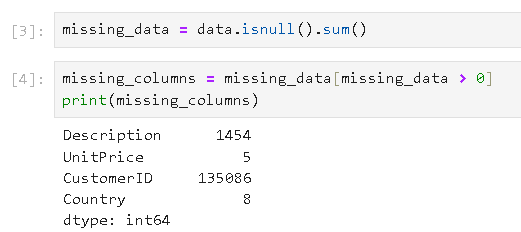 [3]: missing_data = data.isnull().sum()
[4]: missing_columns = missing_data[missing_data > 0]
print(missing_columns)
Description 1454
UnitPrice 5
CustomerID 135086
Country 8
dtype: int64